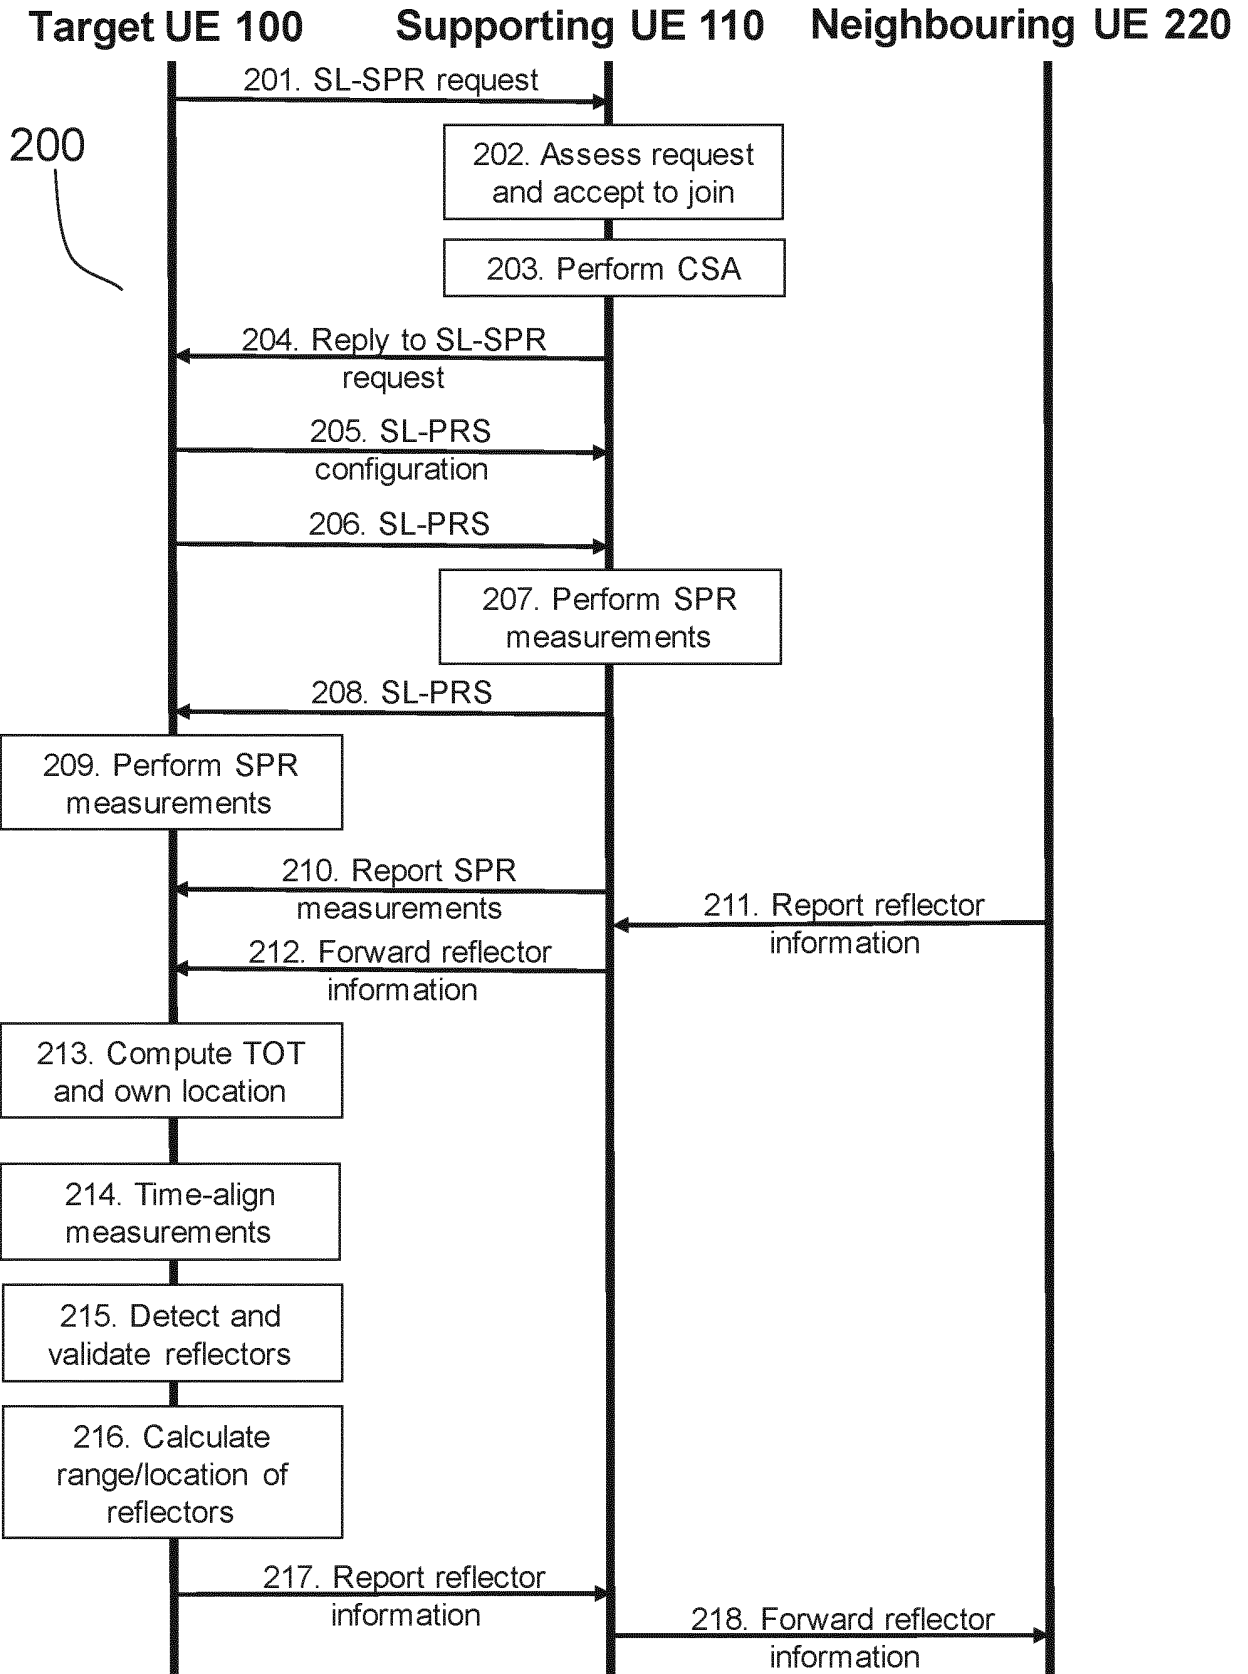 Target UE 100
Supporting UE 110
Neighbouring UE 220
201. SL-SPR request
200
202. Assess request
and accept to join
203. Perform CSA
204. Reply to SL-SPR
request
205. SL-PRS
configuration
206. SL-PRS
207. Perform SPR
measurements
208. SL-PRS
209. Perform SPR
measurements
210. Report SPR
measurements
211. Report reflector
information
212. Forward reflector
information
213. Compute TOT
and own location
214. Time-align
measurements
215. Detect and
validate reflectors
216. Calculate
range/location of
reflectors
217. Report reflector
information
218. Forward reflector
information